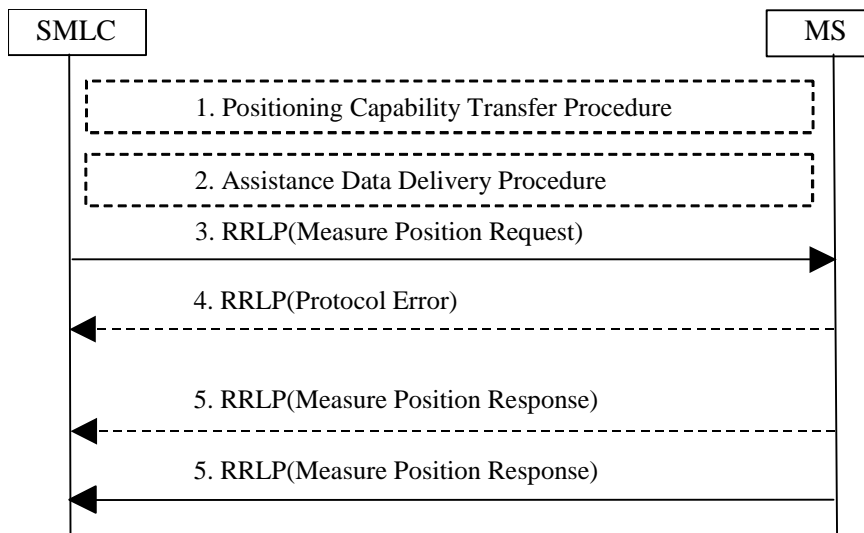 SMLC
MS
1. Positioning Capability Transfer Procedure
2. Assistance Data Delivery Procedure
3. RRLP(Measure Position Request)
4. RRLP(Protocol Error)
5. RRLP(Measure Position Response)
5. RRLP(Measure Position Response)